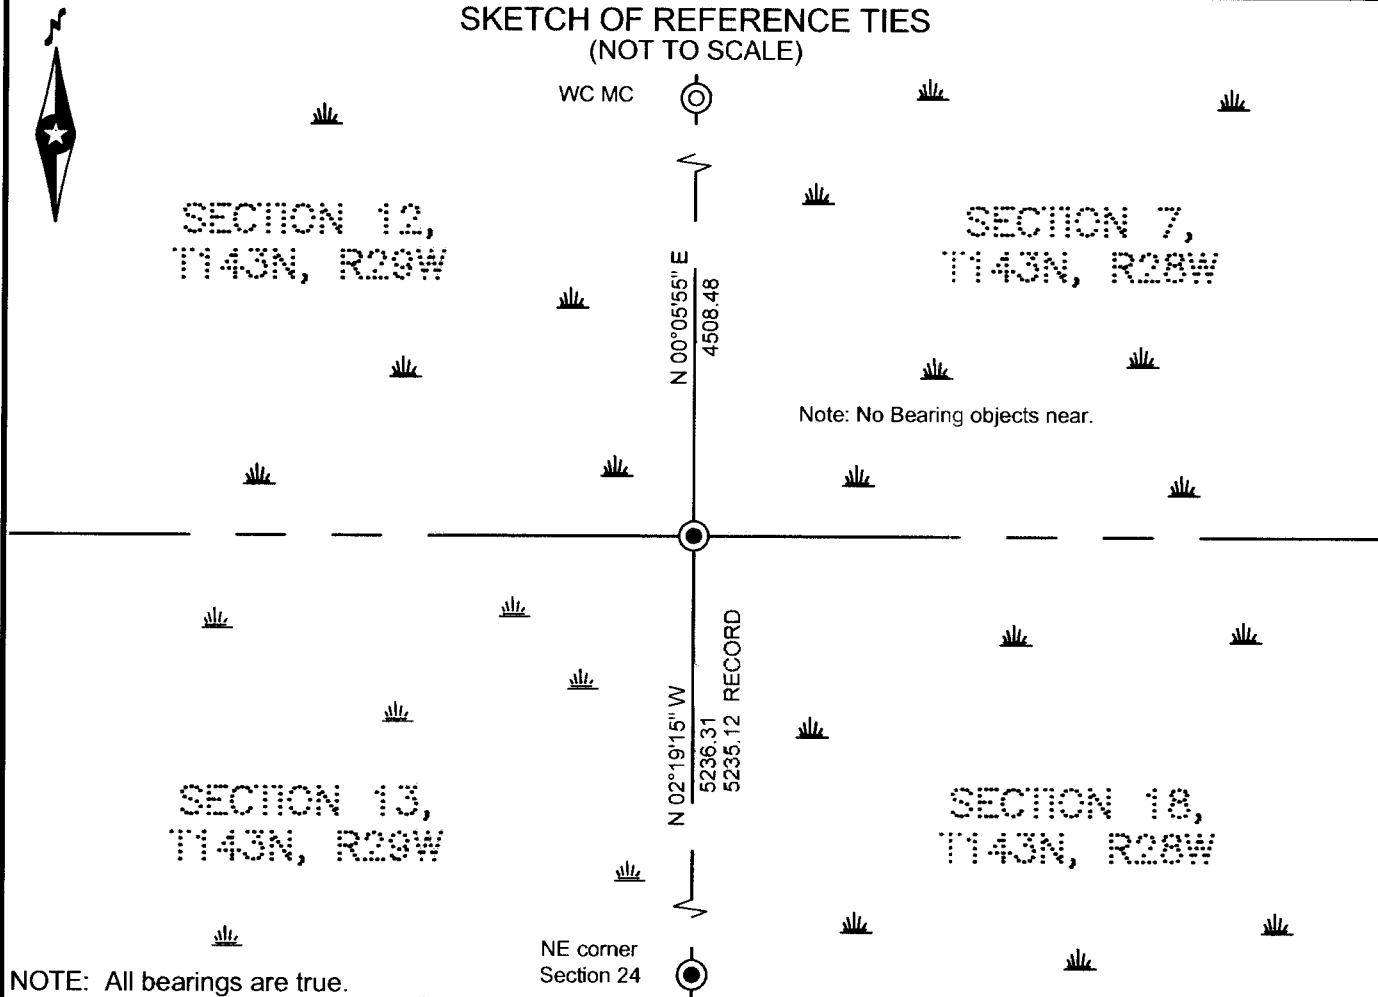 SKETCH OF REFERENCE TIES
(NOT TO SCALE)
N
WC MC
SECTION 12,
T143N, R29W
SECTION 7,
T143N, R28W
N 00°05'55" E
4508.48
Note: No Bearing objects near.
N 02°19'15" W
5236.31
5235.12 RECORD
SECTION 13,
T143N, R29W
SECTION 18,
T143N, R28W
NE corner
Section 24
NOTE: All bearings are true.